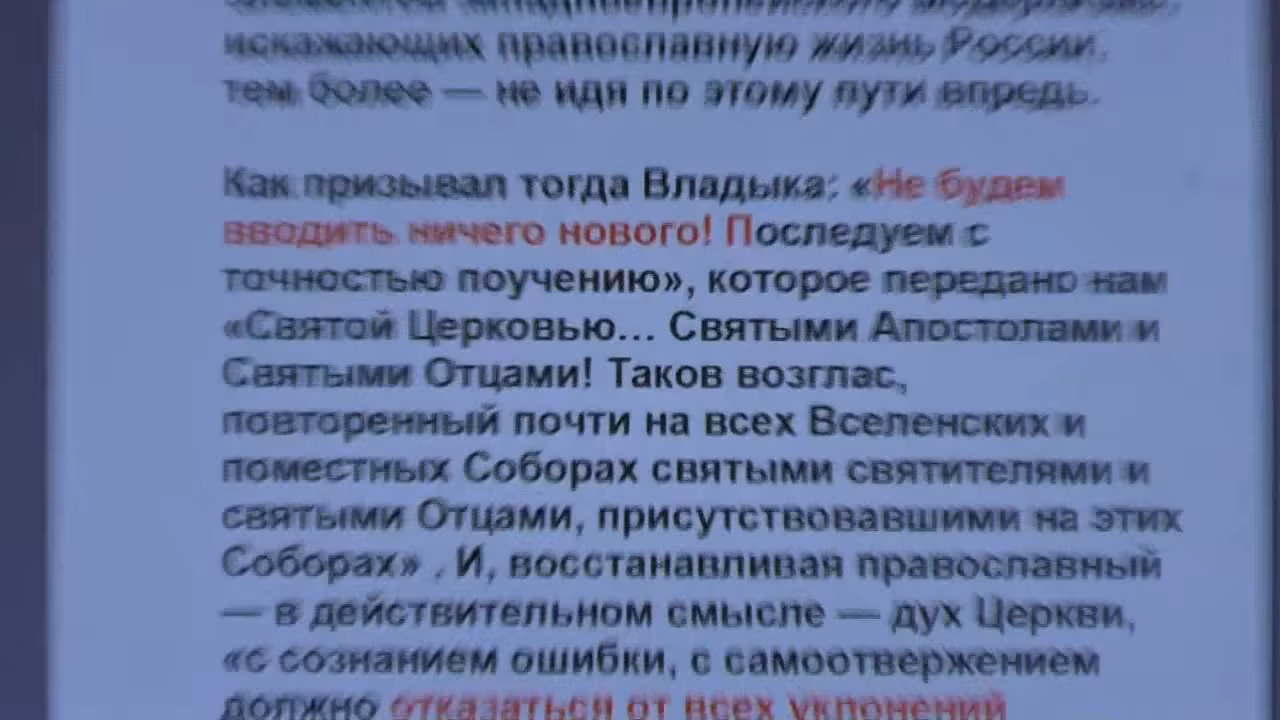 искажающих православную жизнь России,
тем более — не идя по этому пути впредь.
Как призывал тогда Владыка: «Не будем
вводить ничего нового! Последуем с
точностью поучению», которое передано нам
«Святой Церковью... Святыми Апостолами и
Святыми Отцами! Таков возглас,
повторенный почти на всех Вселенских и
поместных Соборах святыми святителями и
святыми Отцами, присутствовавшими на этих
Соборах» . И, восстанавливая православный
— в действительном смысле — дух Церкви,
«с сознанием ошибки, с самоотвержением
должно отказаться от всех уклонений